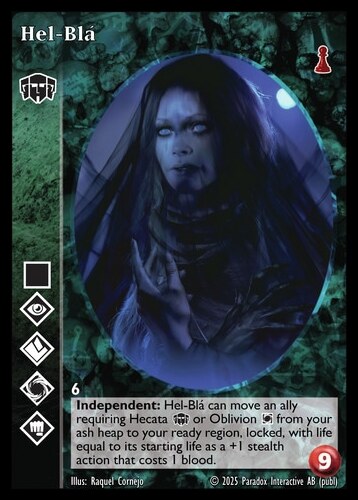 Hel-Blá
6
Independent: Hel-Blá can move an ally
requiring Hecata or Oblivion from your
ash heap to your ready region, locked, with life
equal to its starting life as a +1 stealth
action that costs 1 blood.
9
Illus: Raquel Cornejo © 2025 Paradox Interactive AB (publ)